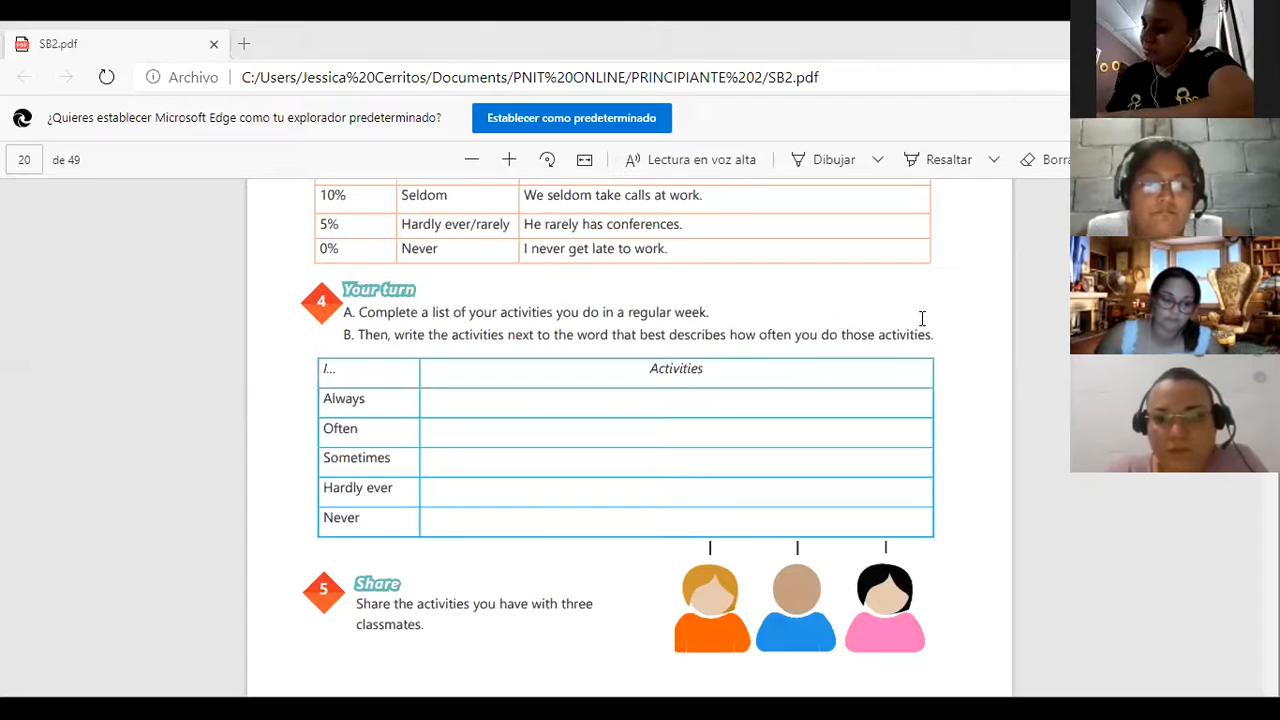 SB2.pdf
Archivo C:/Users/Jessica%20Cerritos/Documents/PNIT%20ONLINE/PRINCIPIANTE%202/SB2.pdf
¿Quieres establecer Microsoft Edge como tu explorador predeterminado? Establecer como predeterminado
20 de 49 Lectura en voz alta Dibujar Resaltar Borra
10% Seldom We seldom take calls at work.
5% Hardly ever/rarely He rarely has conferences.
0% Never I never get late to work.
4 Your turn
A. Complete a list of your activities you do in a regular week.
B. Then, write the activities next to the word that best describes how often you do those activities.
I... Activities
Always
Often
Sometimes
Hardly ever
Never
5 Share
Share the activities you have with three
classmates.